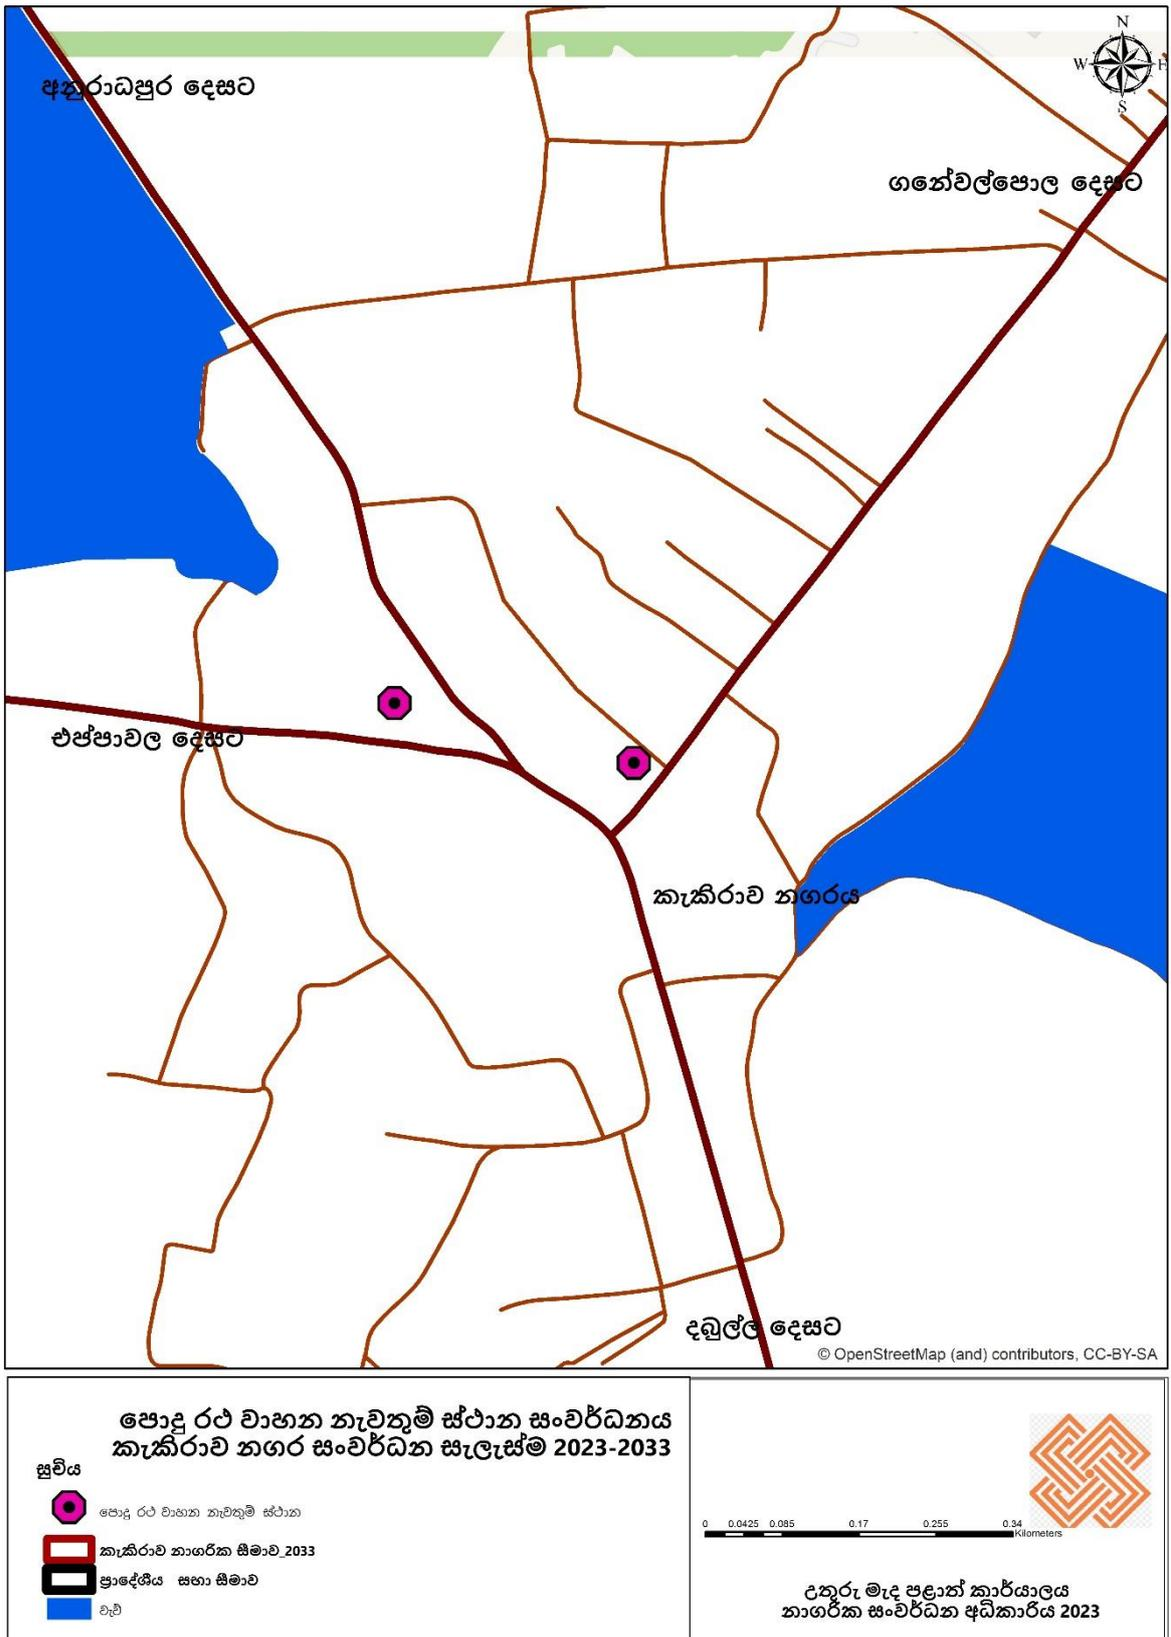 N
W E
S
අනුරාධපුර දෙසට
ගනේවල්පොල දෙසට
එප්පාවල දෙසට
කැකිරාව නගරය
දබුල්ල දෙසට
© OpenStreetMap (and) contributors, CC-BY-SA
පොදු රථ වාහන නැවතුම් ස්ථාන සංවර්ධනය
කැකිරාව නගර සංවර්ධන සැලැස්ම 2023-2033
සුචිය
පොදු රථ වාහන නැවතුම් ස්ථාන
කැකිරාව නාගරික සීමාව_2033
ප්‍රාදේශීය සභා සීමාව
වැව්
0 0.0425 0.085 0.17 0.255 0.34
Kilometers
උතුරු මැද පළාත් කාර්යාලය
නාගරික සංවර්ධන අධිකාරිය 2023